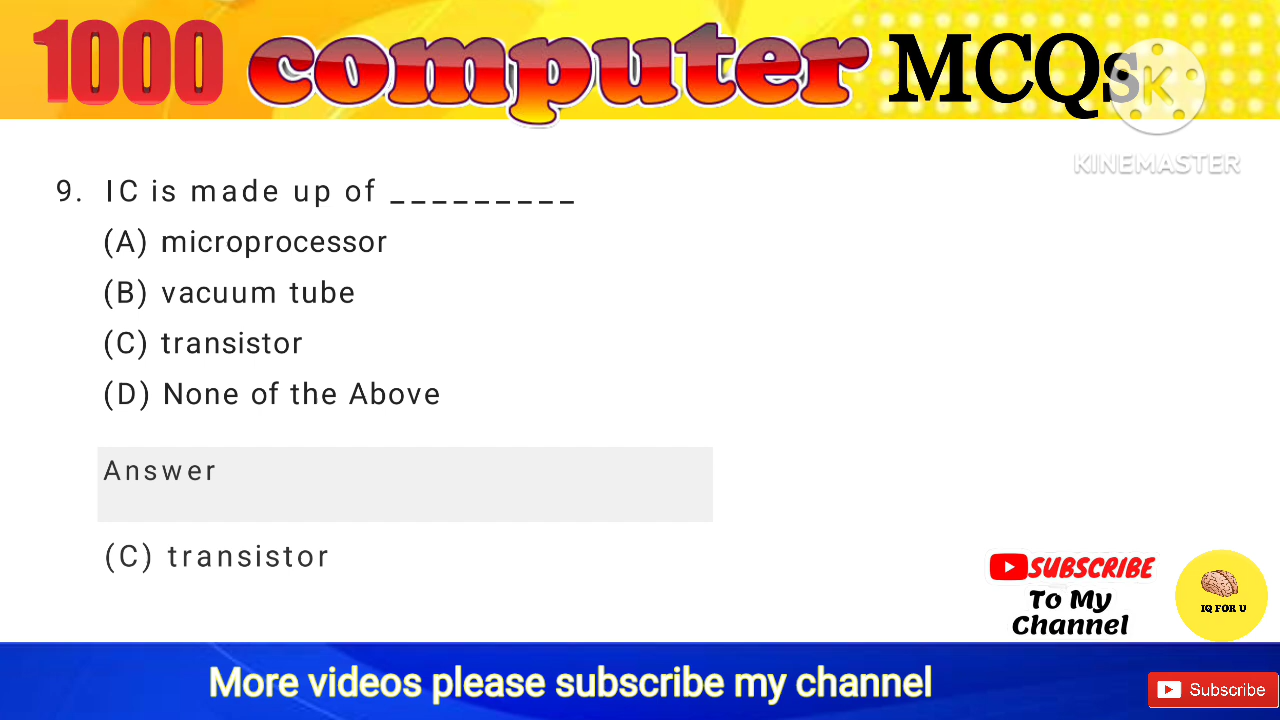 1000 computer MCQs
KINEMASTER
9. IC is made up of _________
(A) microprocessor
(B) vacuum tube
(C) transistor
(D) None of the Above
Answer
(C) transistor
SUBSCRIBE
To My
Channel
IQ FOR U
More videos please subscribe my channel
Subscribe